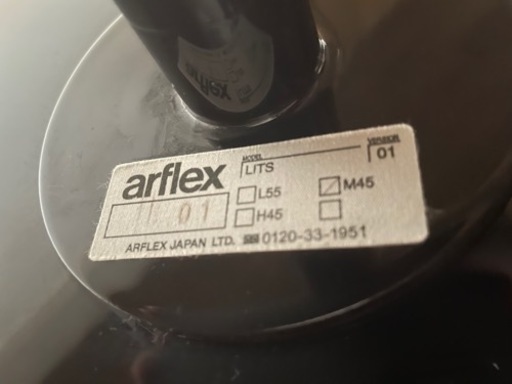 arflex
MODEL
LITS
VERSION
01
L55
M45
H45
01
ARFLEX JAPAN LTD. 0120-33-1951